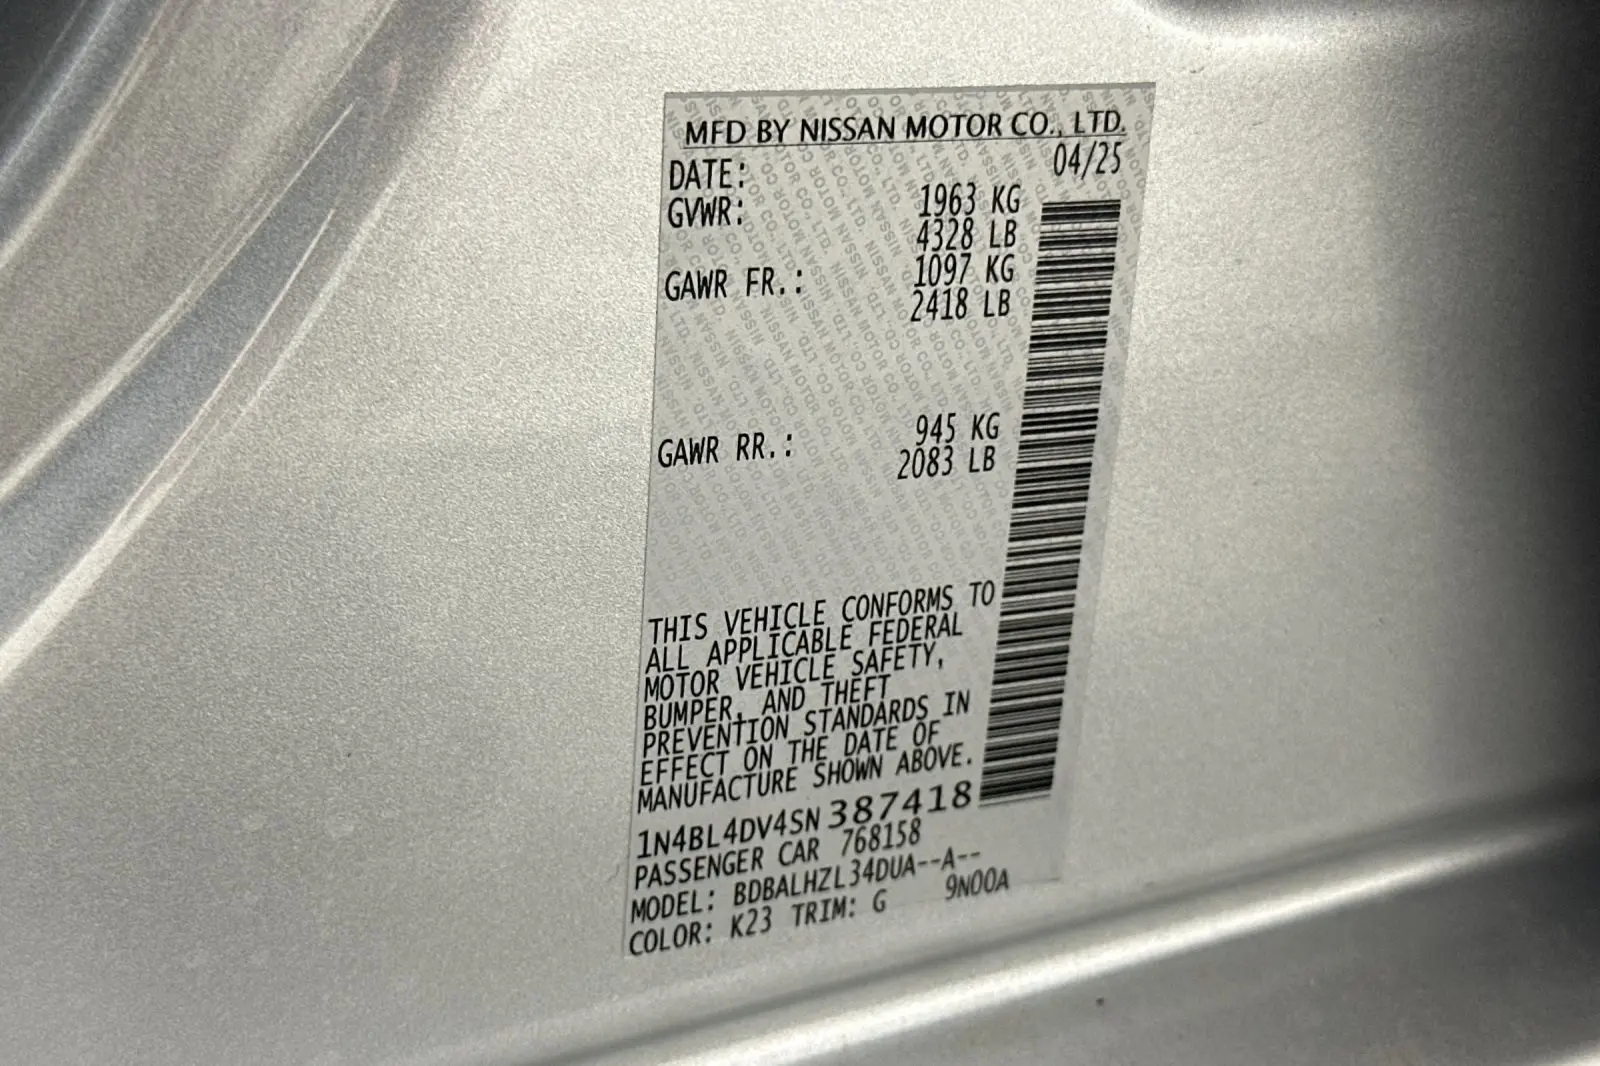 MFD BY NISSAN MOTOR CO., LTD.
DATE: 04/25
GVWR: 1963 KG
4328 LB
GAWR FR.: 1097 KG
2418 LB
GAWR RR.: 945 KG
2083 LB
THIS VEHICLE CONFORMS TO
ALL APPLICABLE FEDERAL
MOTOR VEHICLE SAFETY,
BUMPER, AND THEFT
PREVENTION STANDARDS IN
EFFECT ON THE DATE OF
MANUFACTURE SHOWN ABOVE.
1N4BL4DV4SN387418
PASSENGER CAR 768158
MODEL: BDBALHZL34DUA--A--
COLOR: K23 TRIM: G 9N00A